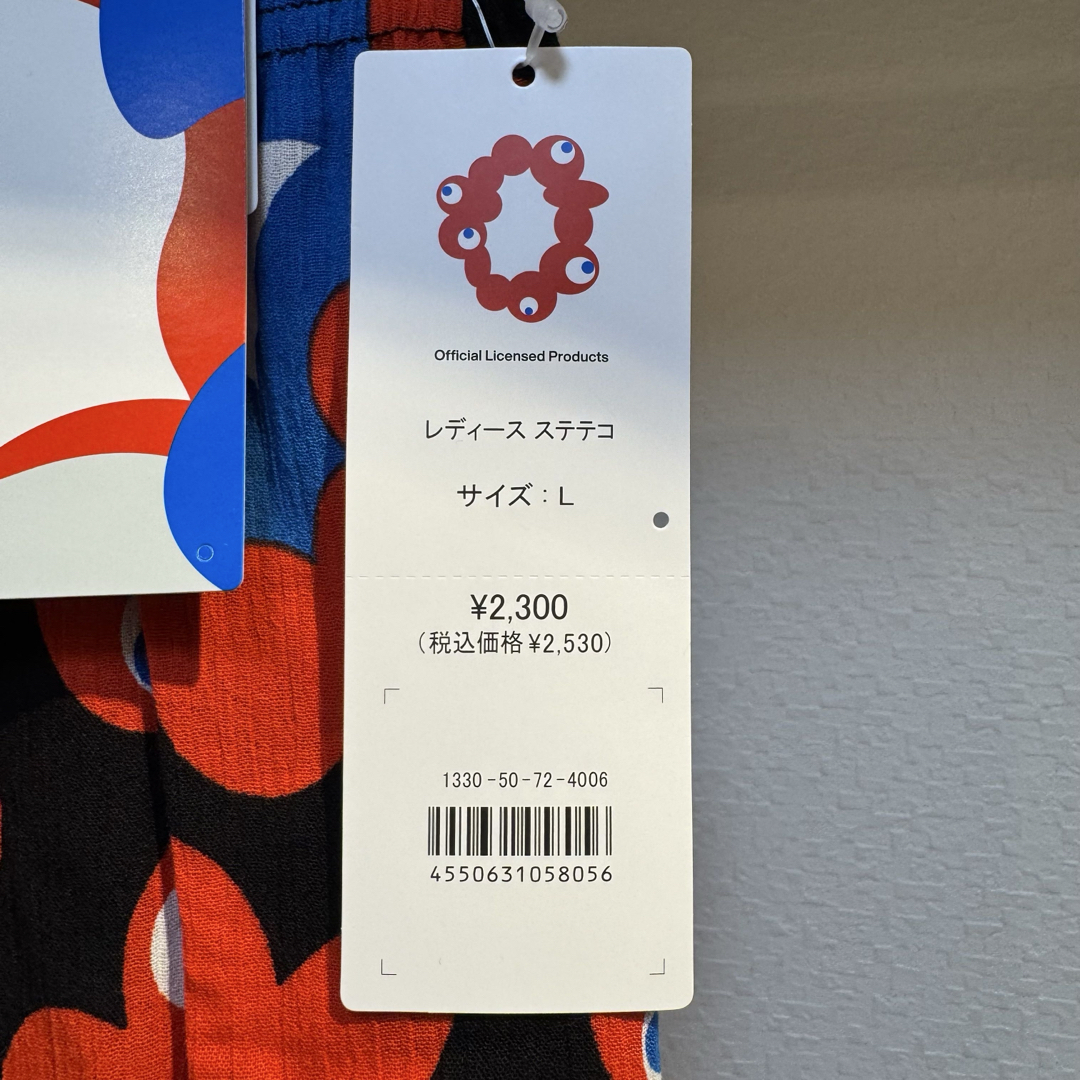 Official Licensed Products
レディース ステテコ
サイズ：L
¥2,300
（税込価格¥2,530）
1330-50-72-4006
4550631058056